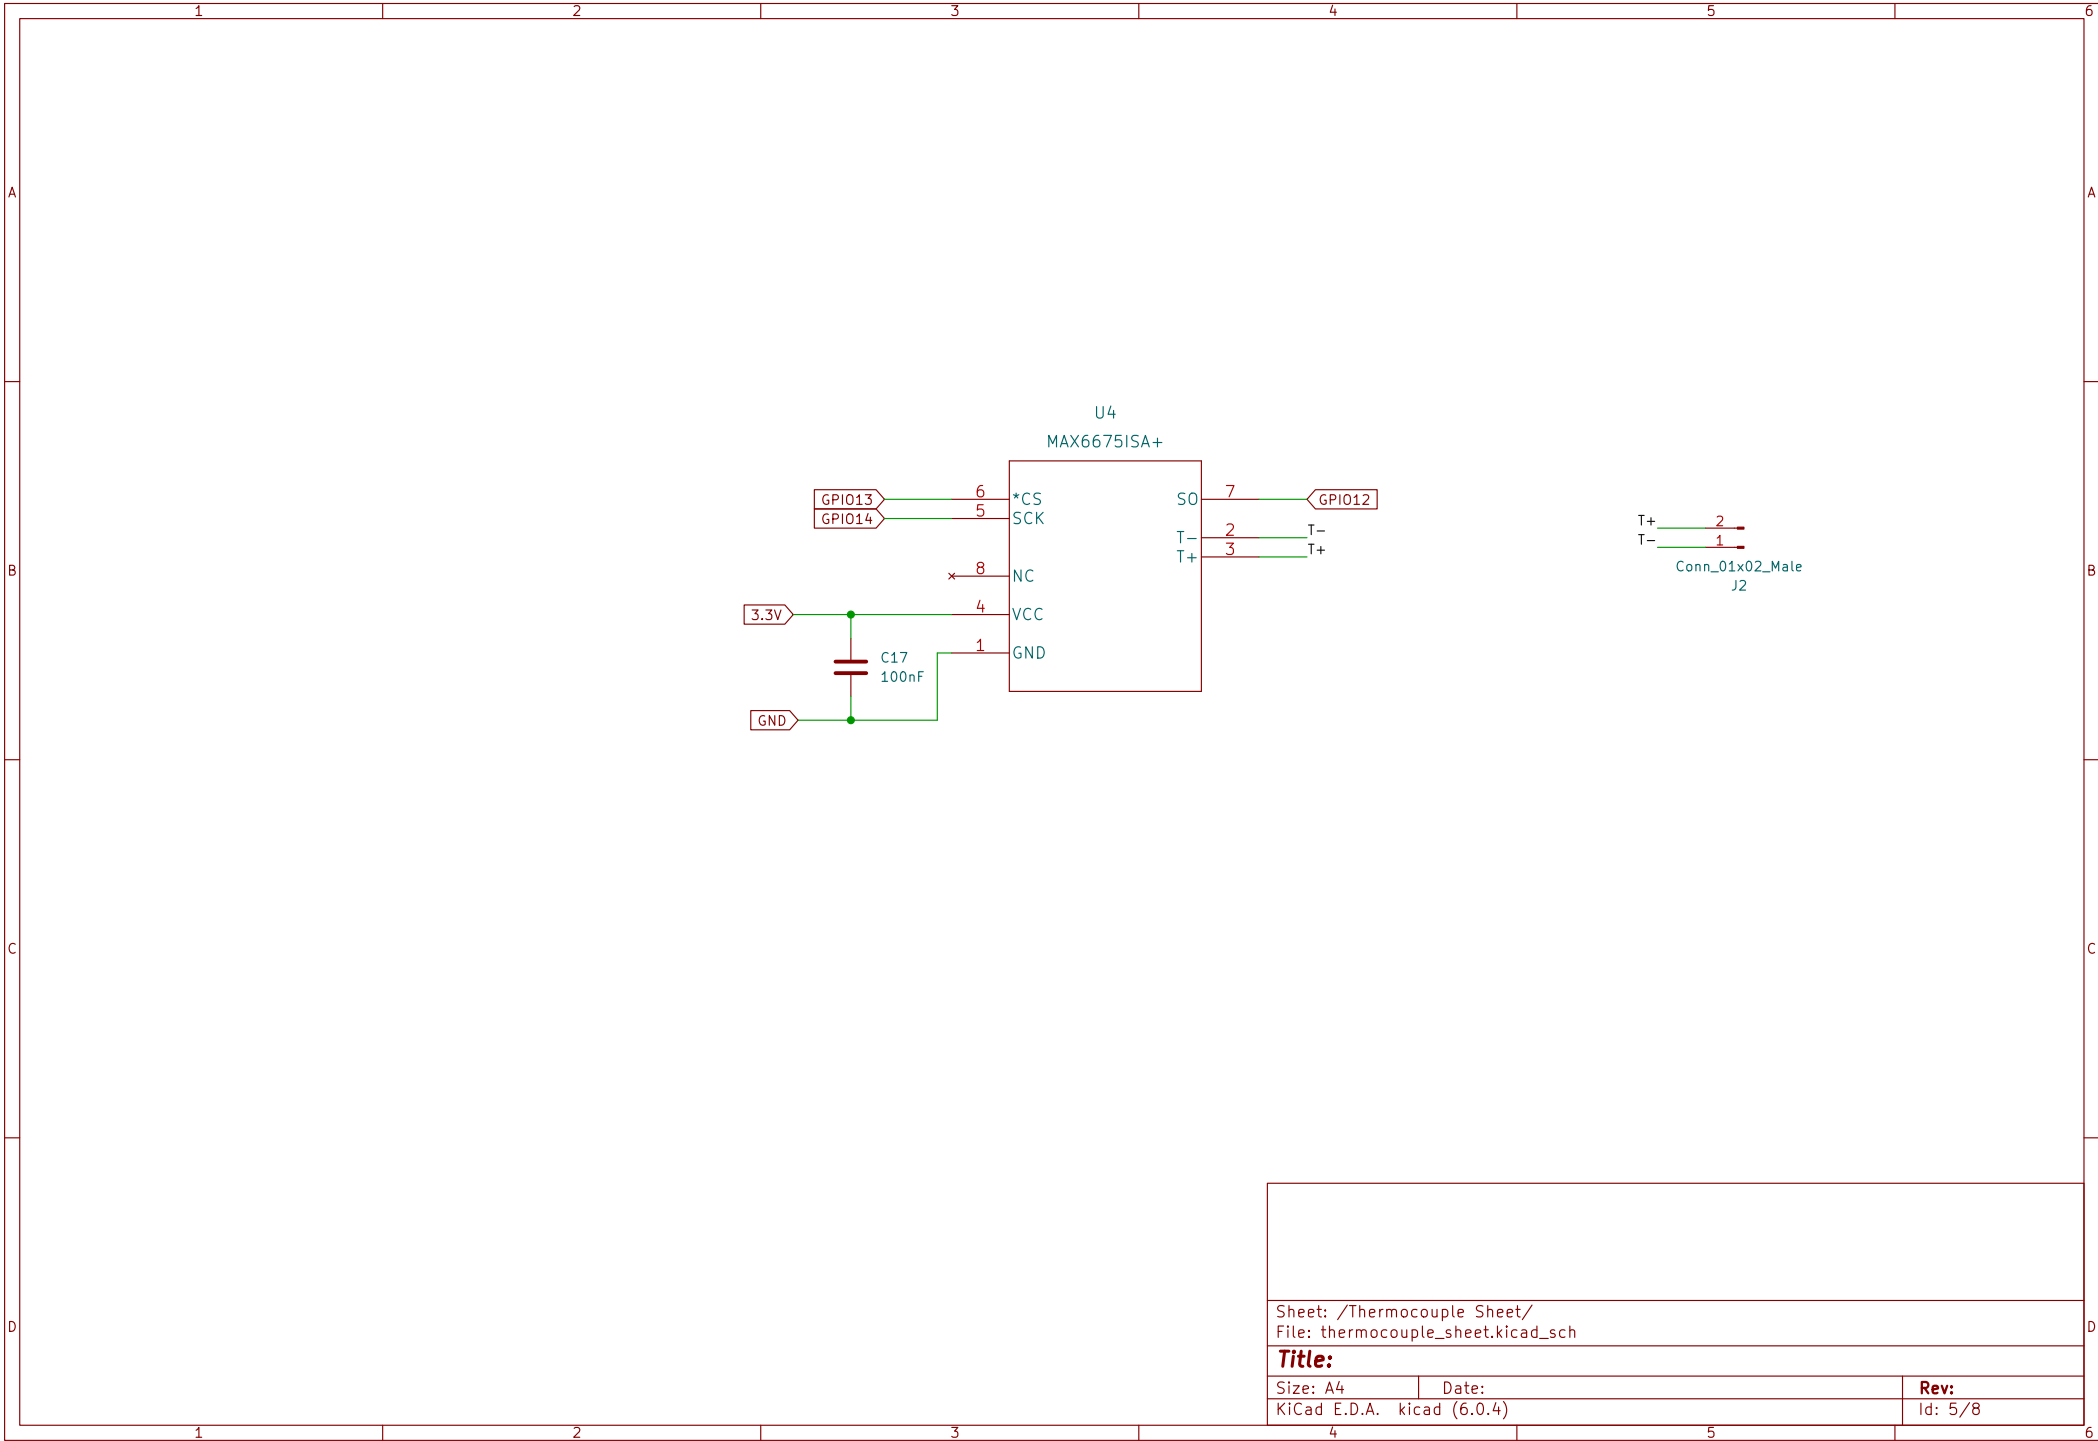 1 2 3 4 5 6
A A
U4
MAX6675ISA+
GPIO13 6 *CS SO 7 GPIO12
GPIO14 5 SCK
T- 2 T-
T+ 3 T+
T+ 2
T- 1
Conn_01x02_Male
J2
B B
8 NC
3.3V 4 VCC
1 GND
C17
100nF
GND
C C
Sheet: /Thermocouple Sheet/
File: thermocouple_sheet.kicad_sch
D D
Title:
Size: A4 Date: Rev:
KiCad E.D.A. kicad (6.0.4) Id: 5/8
1 2 3 4 5 6